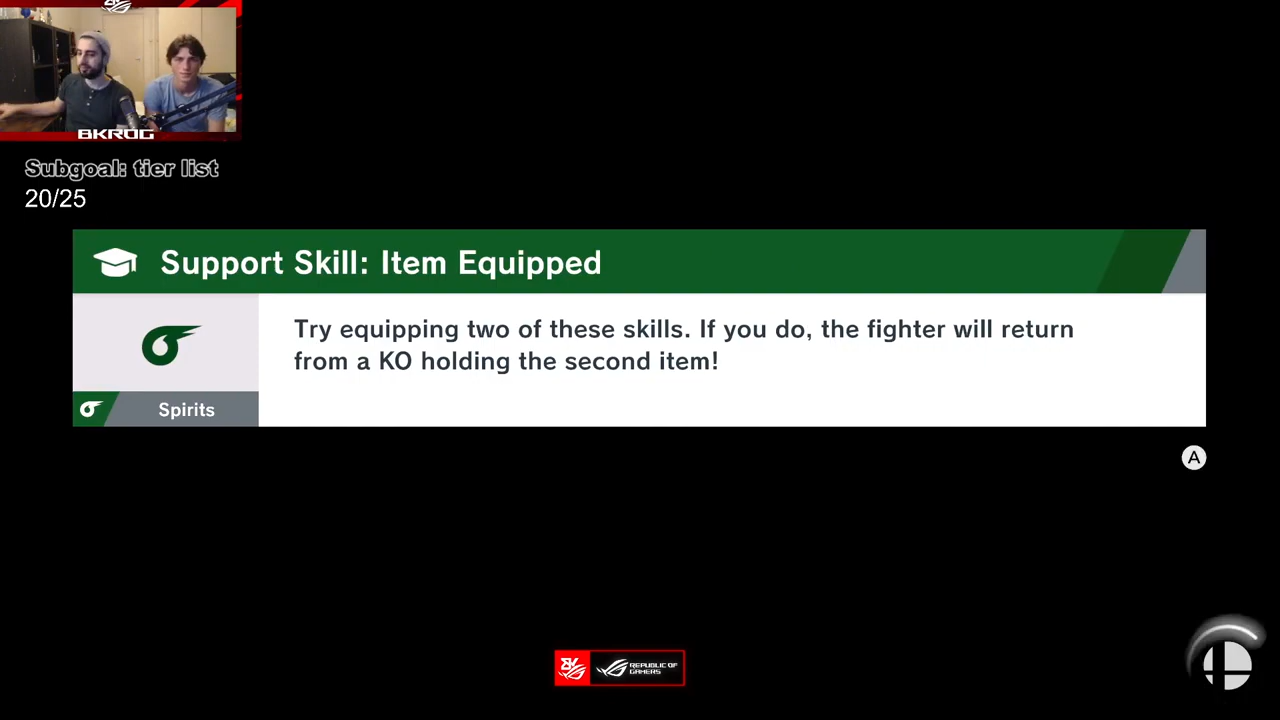 BKROG
Subgoal: tier list
20/25
Support Skill: Item Equipped
Try equipping two of these skills. If you do, the fighter will return
from a KO holding the second item!
Spirits
A
REPUBLIC OF
GAMERS